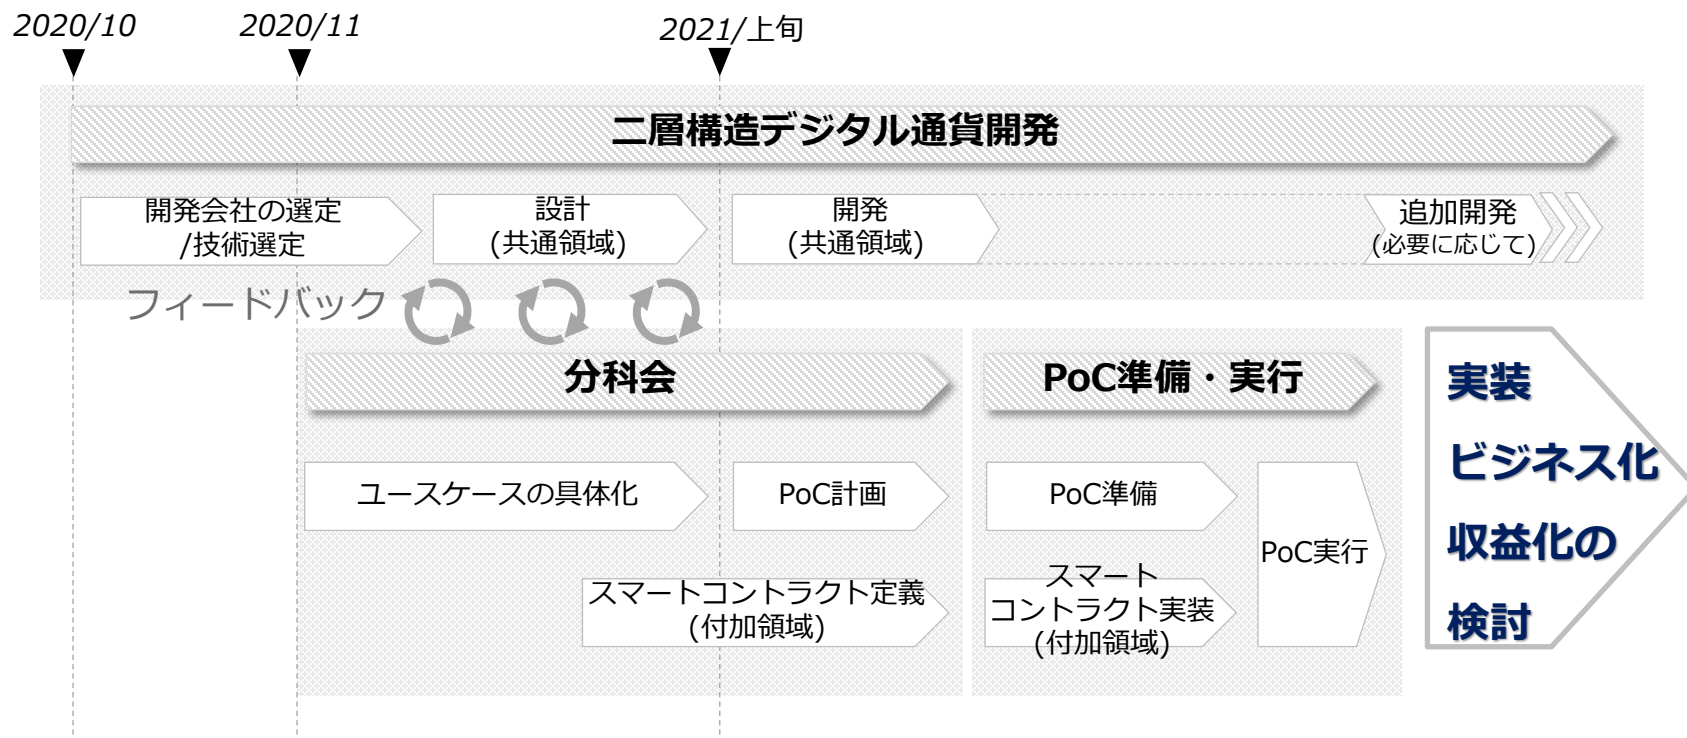 2020/10
2020/11
2021/上旬
二層構造デジタル通貨開発
開発会社の選定
/技術選定
設計
(共通領域)
開発
(共通領域)
追加開発
(必要に応じて)
フィードバック
分科会
PoC準備・実行
ユースケースの具体化
PoC計画
PoC準備
PoC実行
スマートコントラクト定義
(付加領域)
スマート
コントラクト実装
(付加領域)
実装
ビジネス化
収益化の
検討